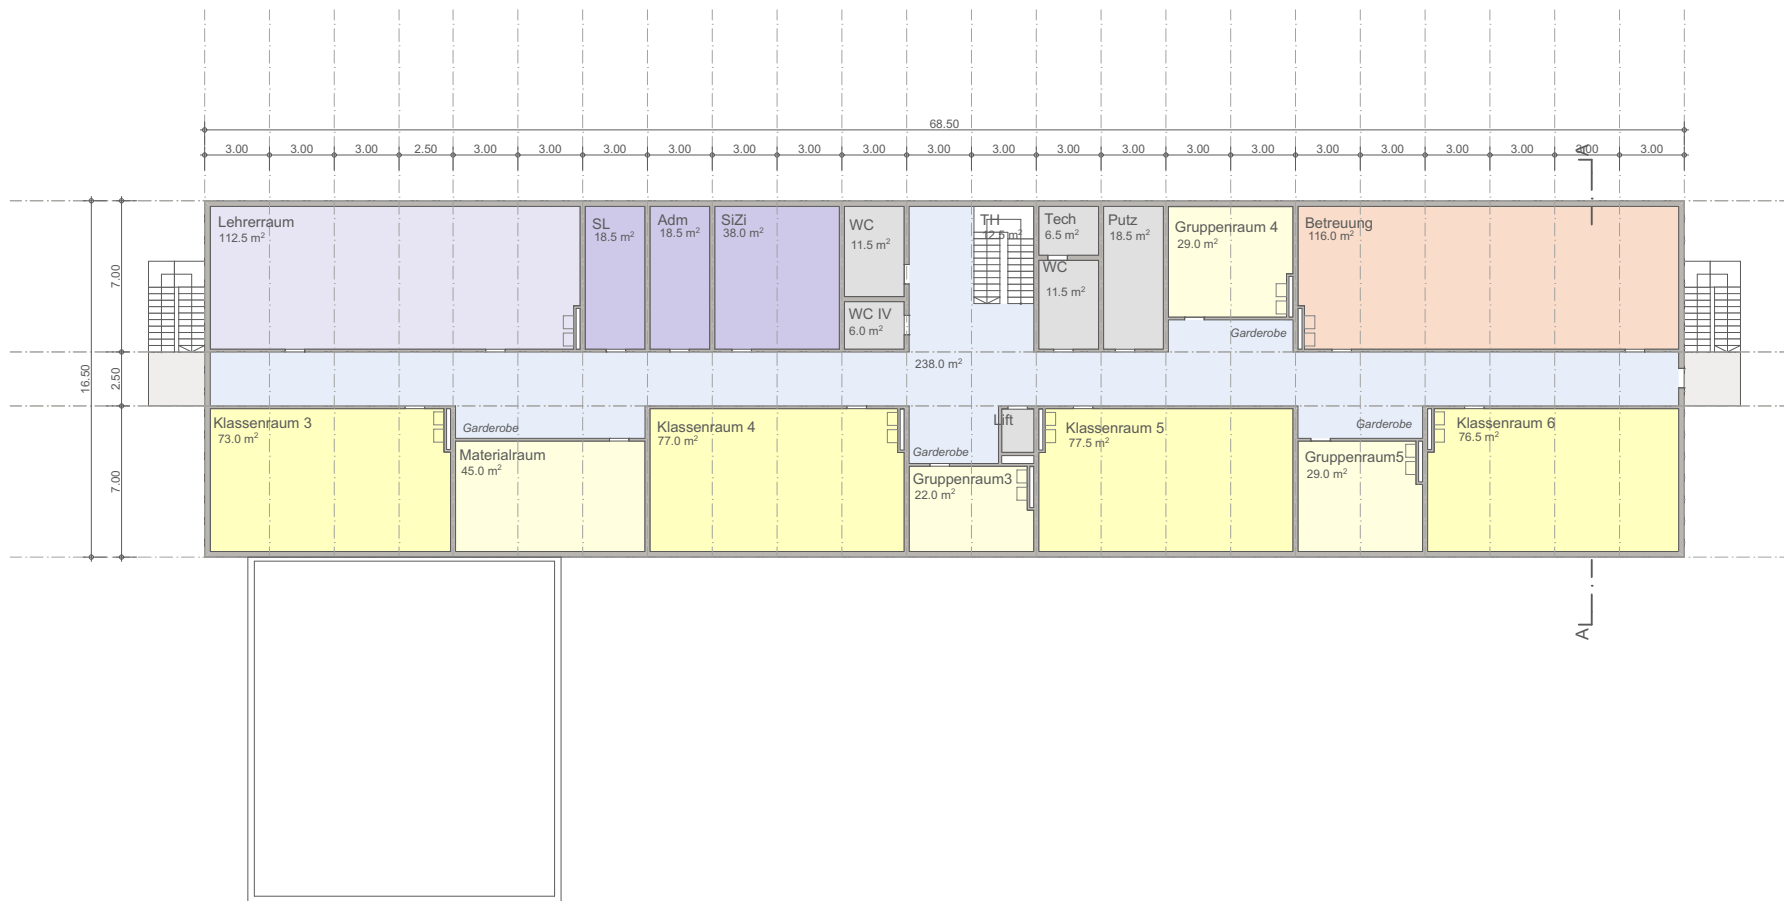 68.50
3.00 3.00 3.00 2.50 3.00 3.00 3.00 3.00 3.00 3.00 3.00 3.00 3.00 3.00 3.00 3.00 3.00 3.00 3.00 3.00 3.00 3.00 3.00
A
Lehrerraum
112.5 m²
SL
18.5 m²
Adm
18.5 m²
SiZi
38.0 m²
WC
11.5 m²
WC IV
6.0 m²
TH
12.5 m²
Tech
6.5 m²
WC
11.5 m²
Putz
18.5 m²
Gruppenraum 4
29.0 m²
Garderobe
Betreuung
116.0 m²
7.00
16.50
2.50
7.00
238.0 m²
Klassenraum 3
73.0 m²
Garderobe
Materialraum
45.0 m²
Klassenraum 4
77.0 m²
Lift
Garderobe
Gruppenraum3
22.0 m²
Klassenraum 5
77.5 m²
Garderobe
Gruppenraum5
29.0 m²
Klassenraum 6
76.5 m²
A